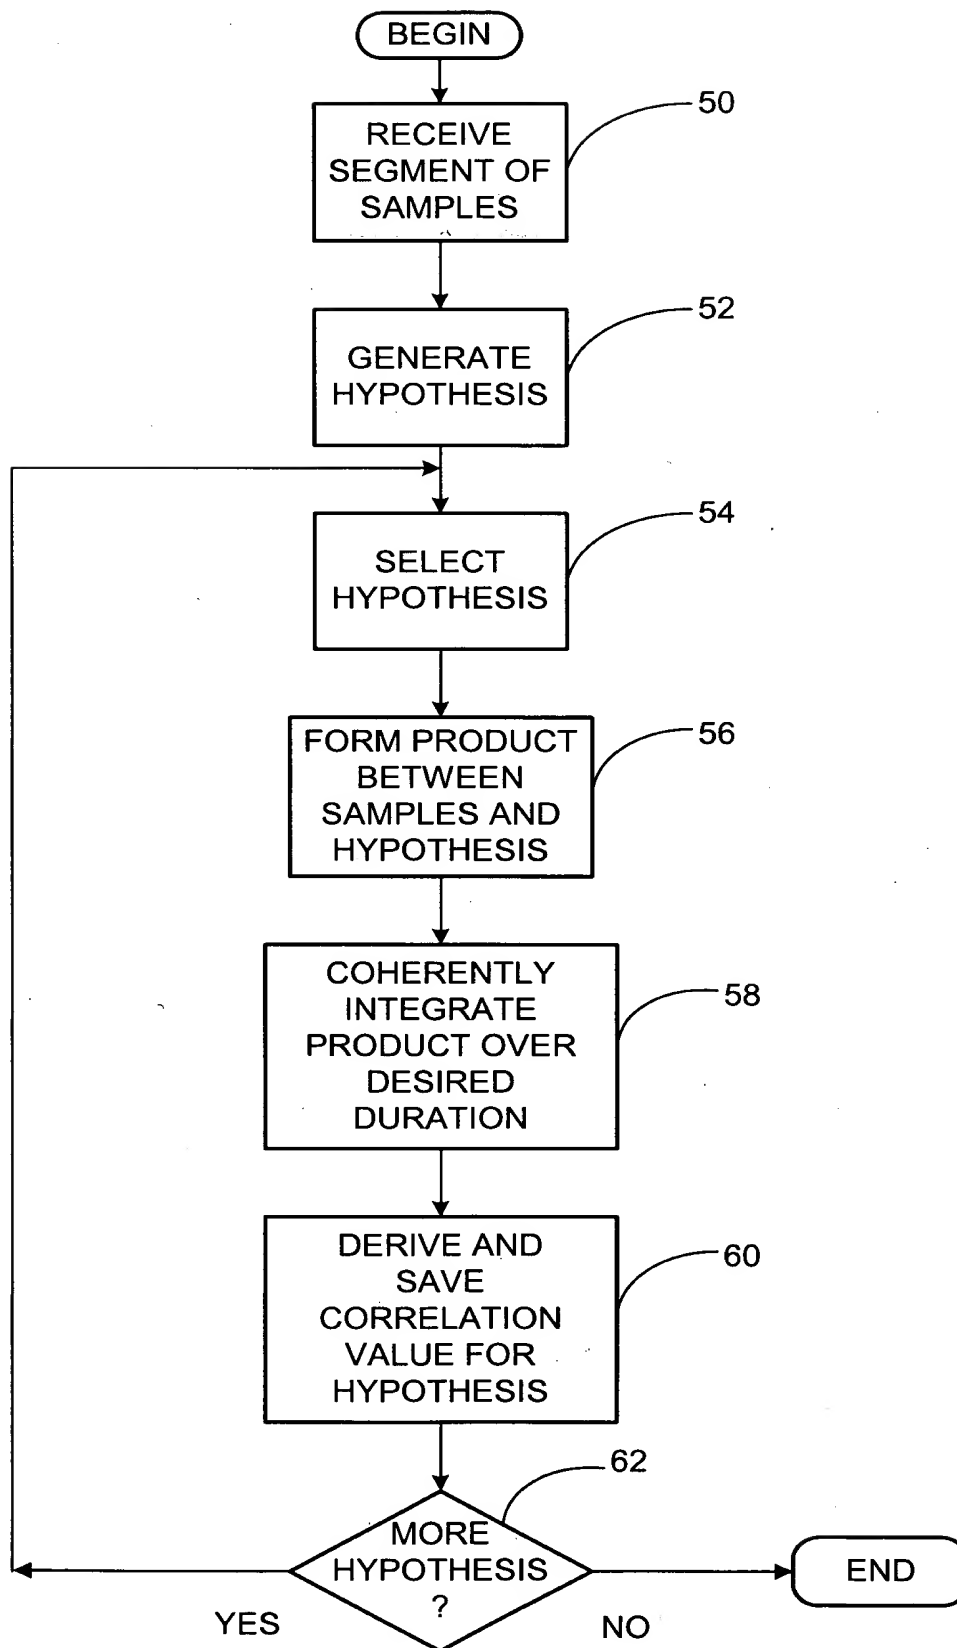 BEGIN
50
RECEIVE
SEGMENT OF
SAMPLES
52
GENERATE
HYPOTHESIS
54
SELECT
HYPOTHESIS
56
FORM PRODUCT
BETWEEN
SAMPLES AND
HYPOTHESIS
58
COHERENTLY
INTEGRATE
PRODUCT OVER
DESIRED
DURATION
60
DERIVE AND
SAVE
CORRELATION
VALUE FOR
HYPOTHESIS
62
MORE
HYPOTHESIS
?
END
YES
NO